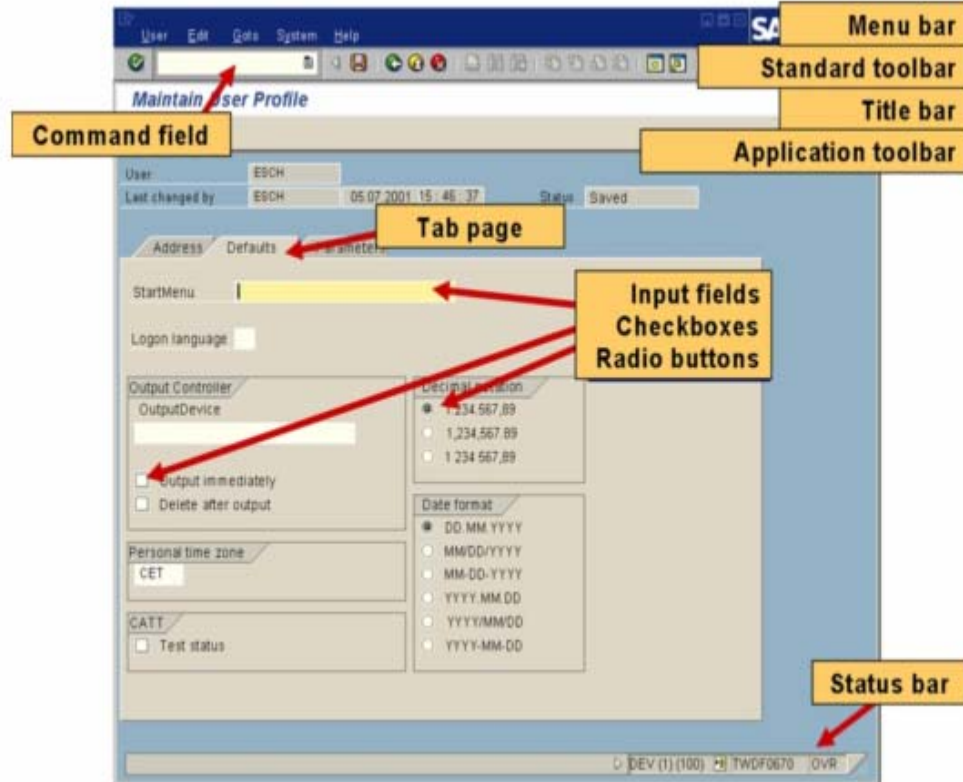 User Edit Goto System Help
SA
Menu bar
Standard toolbar
Maintain User Profile
Title bar
Command field
Application toolbar
User ESCH
Last changed by ESCH 05.07.2001 15:46:37 Status Saved
Tab page
Address Defaults Parameters
StartMenu
Input fields
Checkboxes
Radio buttons
Logon language
Output Controller
Decimal notation
OutputDevice
1.234.567,89
1,234,567.89
1 234 567,89
Output immediately
Delete after output
Date format
DD.MM.YYYY
MM/DD/YYYY
MM-DD-YYYY
YYYY.MM.DD
YYYY/MM/DD
YYYY-MM-DD
Personal time zone
CET
CATT
Test status
Status bar
DEV (1) (100) TWDF0670 OVR